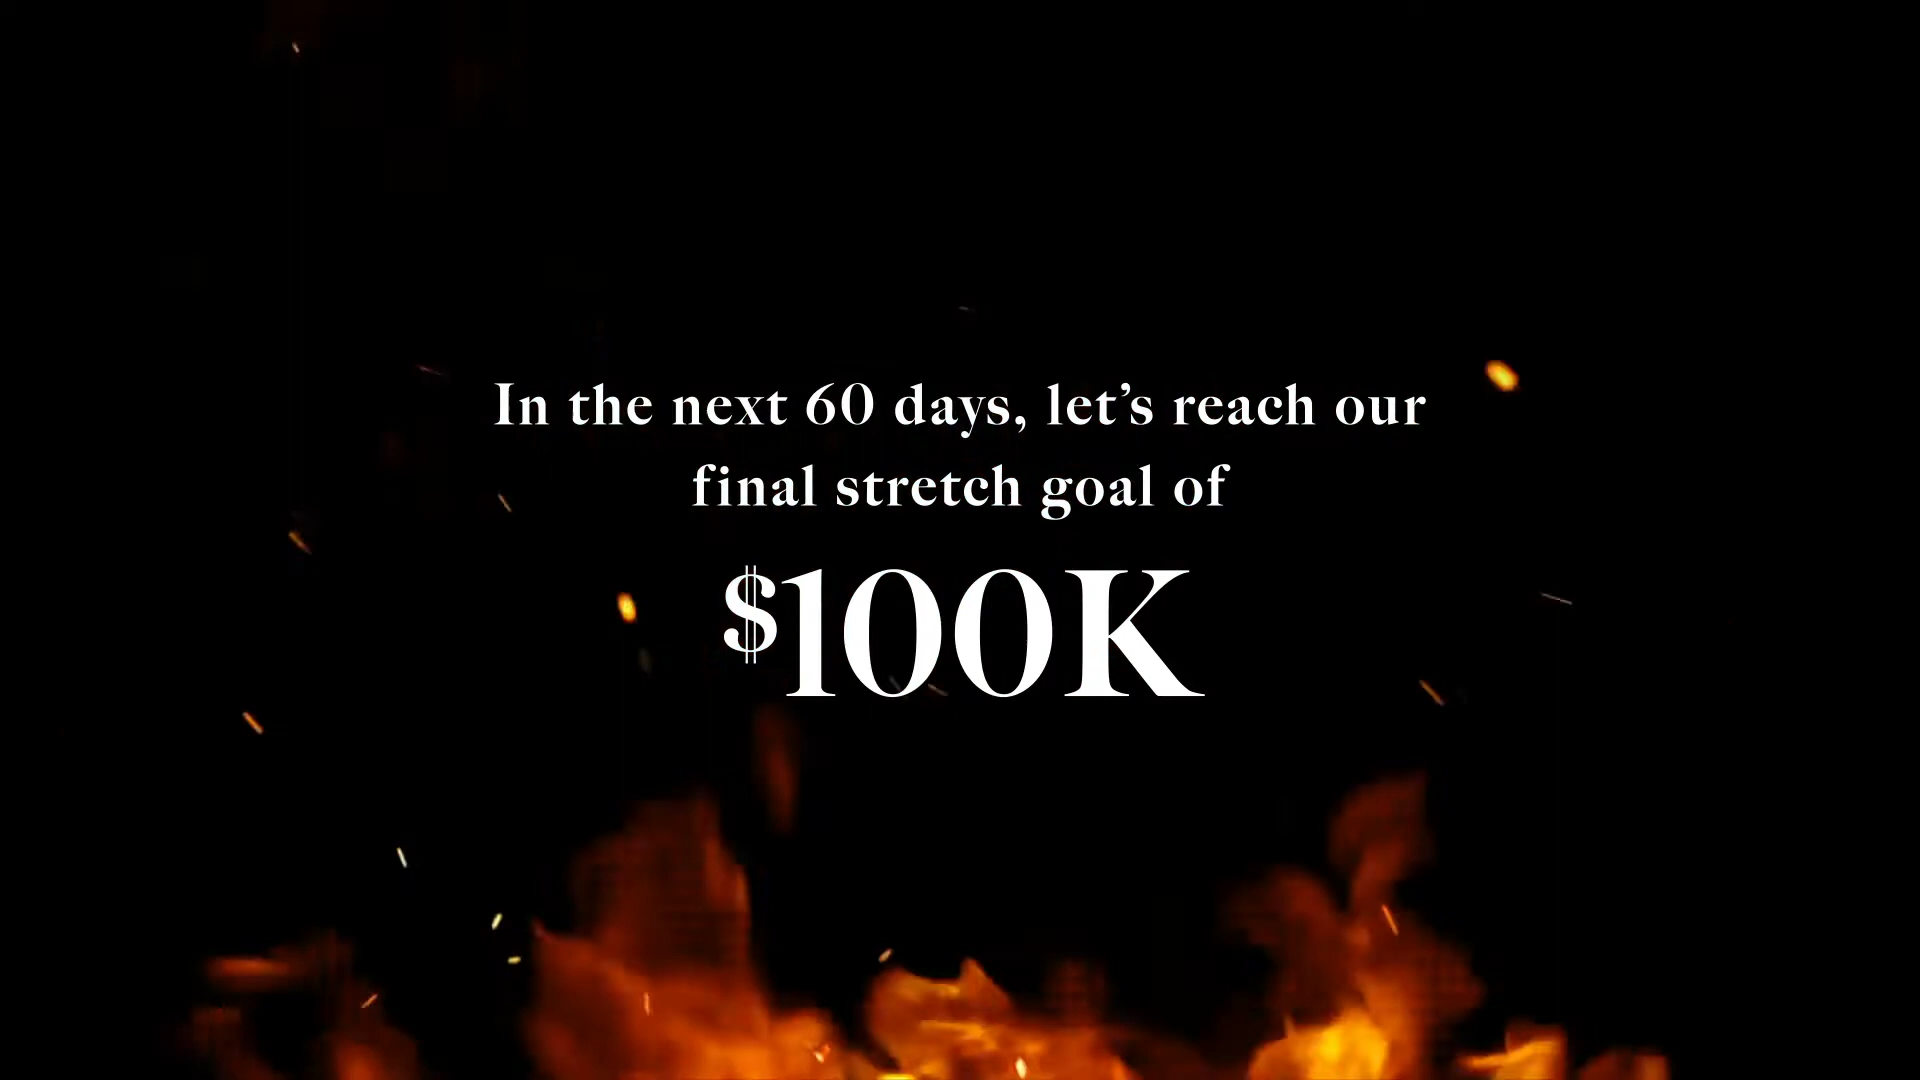 In the next 60 days, let’s reach our
final stretch goal of
$100K